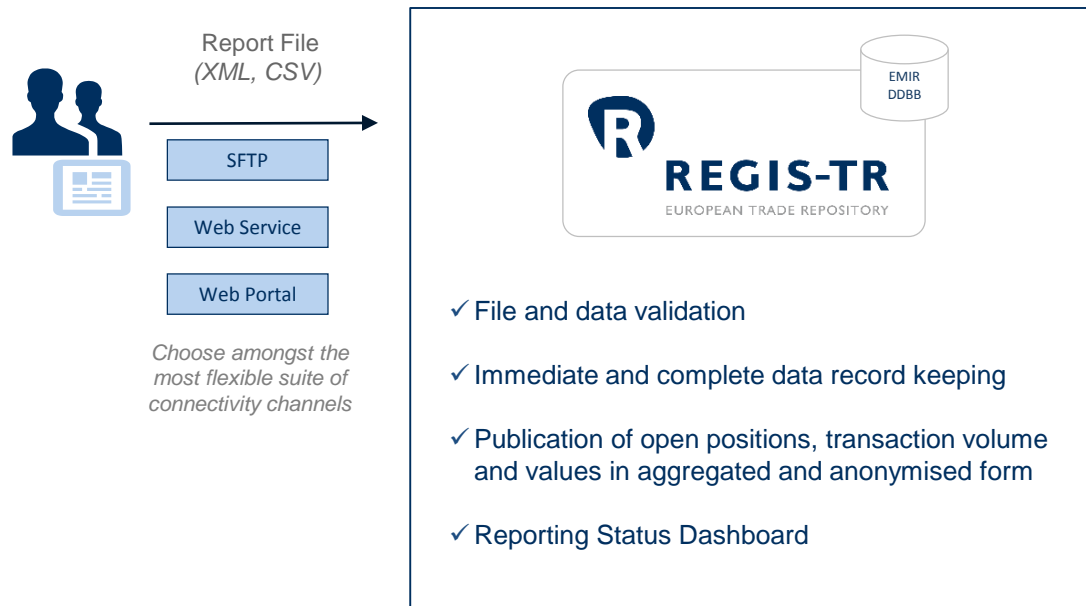 Report File
(XML, CSV)
SFTP
Web Service
Web Portal
Choose amongst the
most flexible suite of
connectivity channels
EMIR
DDBB
R
REGIS-TR
EUROPEAN TRADE REPOSITORY
✓ File and data validation
✓ Immediate and complete data record keeping
✓ Publication of open positions, transaction volume
and values in aggregated and anonymised form
✓ Reporting Status Dashboard